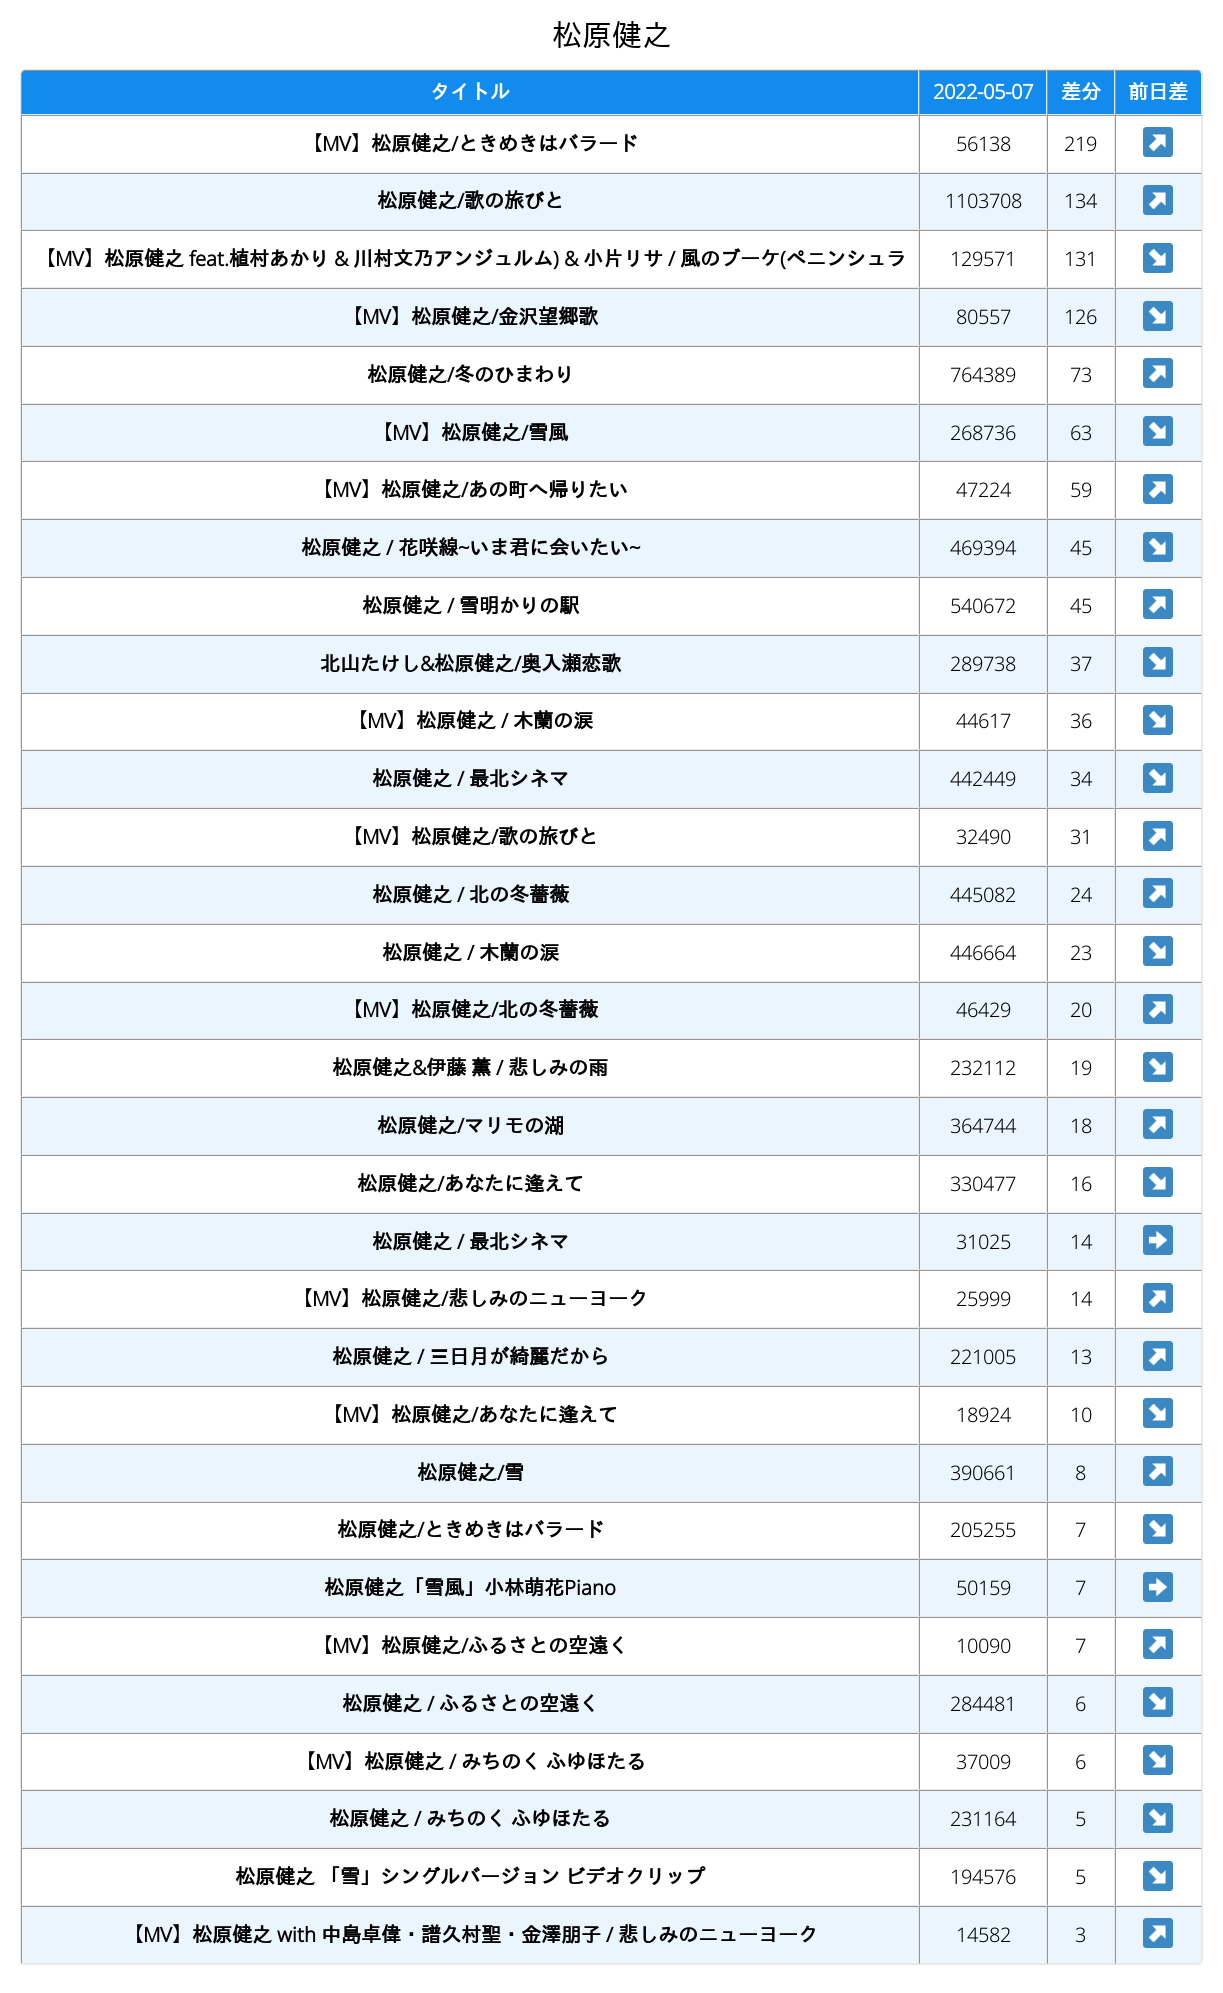 松原健之
タイトル 2022-05-07 差分 前日差
【MV】松原健之/ときめきはバラード 56138 219 ↗
松原健之/歌の旅びと 1103708 134 ↗
【MV】松原健之 feat.植村あかり & 川村文乃アンジュルム) & 小片リサ / 風のブーケ(ペニンシュラ 129571 131 ↘
【MV】松原健之/金沢望郷歌 80557 126 ↘
松原健之/冬のひまわり 764389 73 ↗
【MV】松原健之/雪風 268736 63 ↘
【MV】松原健之/あの町へ帰りたい 47224 59 ↗
松原健之 / 花咲線~いま君に会いたい~ 469394 45 ↘
松原健之 / 雪明かりの駅 540672 45 ↗
北山たけし&松原健之/奥入瀬恋歌 289738 37 ↘
【MV】松原健之 / 木蘭の涙 44617 36 ↘
松原健之 / 最北シネマ 442449 34 ↘
【MV】松原健之/歌の旅びと 32490 31 ↗
松原健之 / 北の冬薔薇 445082 24 ↗
松原健之 / 木蘭の涙 446664 23 ↘
【MV】松原健之/北の冬薔薇 46429 20 ↗
松原健之&伊藤 薫 / 悲しみの雨 232112 19 ↘
松原健之/マリモの湖 364744 18 ↗
松原健之/あなたに逢えて 330477 16 ↘
松原健之 / 最北シネマ 31025 14 ➡
【MV】松原健之/悲しみのニューヨーク 25999 14 ↗
松原健之 / 三日月が綺麗だから 221005 13 ↗
【MV】松原健之/あなたに逢えて 18924 10 ↘
松原健之/雪 390661 8 ↗
松原健之/ときめきはバラード 205255 7 ↘
松原健之「雪風」小林萌花Piano 50159 7 ➡
【MV】松原健之/ふるさとの空遠く 10090 7 ↗
松原健之 / ふるさとの空遠く 284481 6 ↘
【MV】松原健之 / みちのく ふゆほたる 37009 6 ↘
松原健之 / みちのく ふゆほたる 231164 5 ↘
松原健之 「雪」シングルバージョン ビデオクリップ 194576 5 ↘
【MV】松原健之 with 中島卓偉・譜久村聖・金澤朋子 / 悲しみのニューヨーク 14582 3 ↗